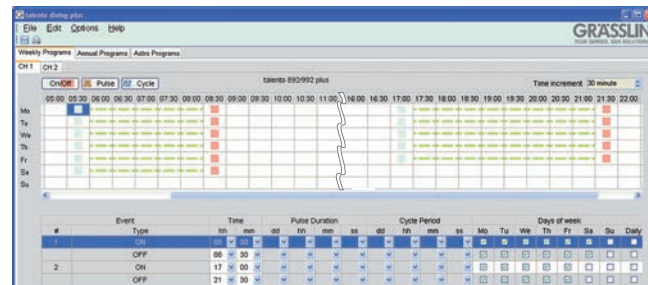 talento dialog plus
File Edit Options Help
GRÄSSLIN
Weekly Programs Annual Programs Astro Programs
CH 1 CH 2
On/Off Pulse Cycle talento 892/992 plus Time increment 30 minute
05:00 05:30 06:00 06:30 07:00 07:30 08:00 08:30 09:00 09:30 10:00 10:30 11:00 16:00 16:30 17:00 17:30 18:00 18:30 19:00 19:30 20:00 20:30 21:00 21:30 22:00
Mo
Tu
We
Th
Fr
Sa
Su
Event Time Pulse Duration Cycle Period Days of week
# Type hh mm dd hh mm ss dd hh mm ss Mo Tu We Th Fr Sa Su Daily
1 ON 30
OFF 08 30
2 ON 17 00
OFF 21 30